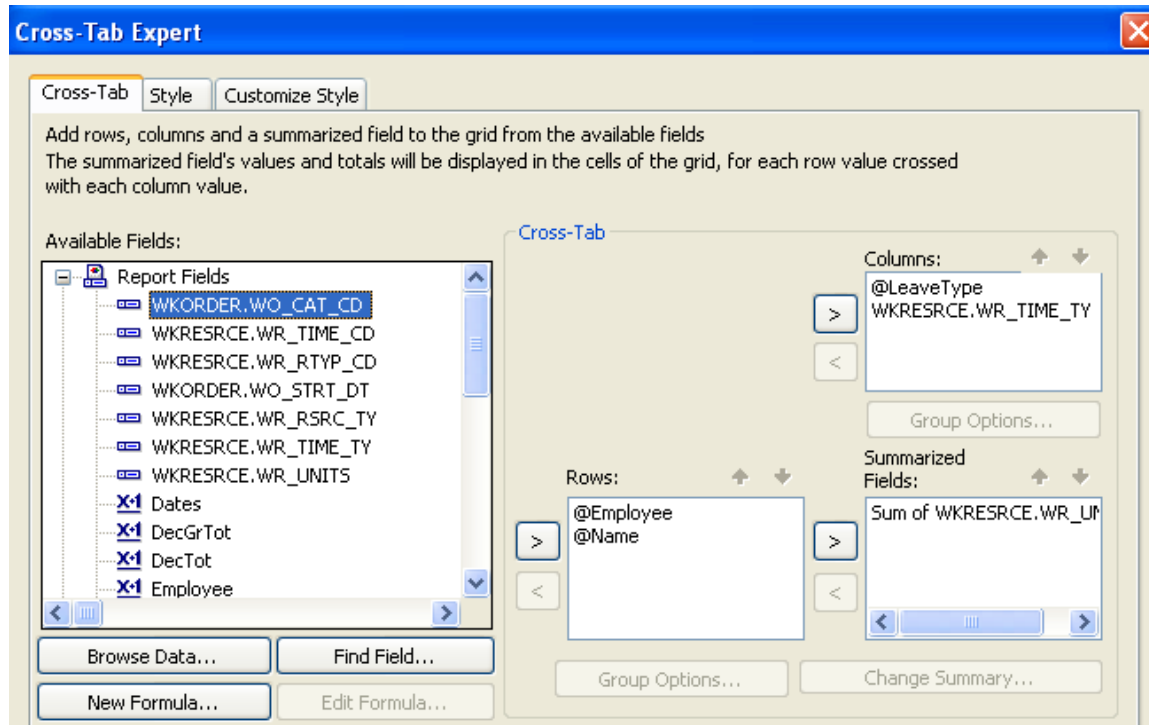 Cross-Tab Expert
Cross-Tab
Style
Customize Style
Add rows, columns and a summarized field to the grid from the available fields
The summarized field's values and totals will be displayed in the cells of the grid, for each row value crossed
with each column value.
Available Fields:
Report Fields
WKORDER.WO_CAT_CD
WKRESRCE.WR_TIME_CD
WKRESRCE.WR_RTYP_CD
WKORDER.WO_STRT_DT
WKRESRCE.WR_RSRC_TY
WKRESRCE.WR_TIME_TY
WKRESRCE.WR_UNITS
X+1 Dates
X+1 DecGrTot
X+1 DecTot
X+1 Employee
Browse Data...
Find Field...
New Formula...
Edit Formula...
Cross-Tab
Columns:
@LeaveType
WKRESRCE.WR_TIME_TY
>
<
Group Options...
Rows:
@Employee
@Name
>
<
Group Options...
Summarized
Fields:
Sum of WKRESRCE.WR_UN
>
<
Change Summary...